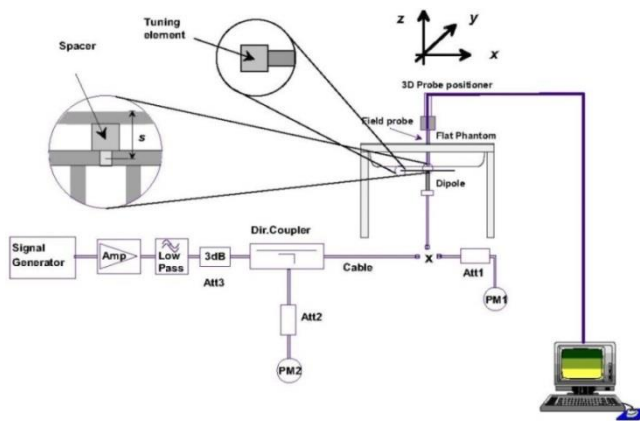 Tuning
element
Spacer
s
z
y
x
3D Probe positioner
Field probe
Flat Phantom
Dipole
Signal
Generator
Amp
Low
Pass
3dB
Att3
Dir.Coupler
Cable
x
Att1
PM1
Att2
PM2